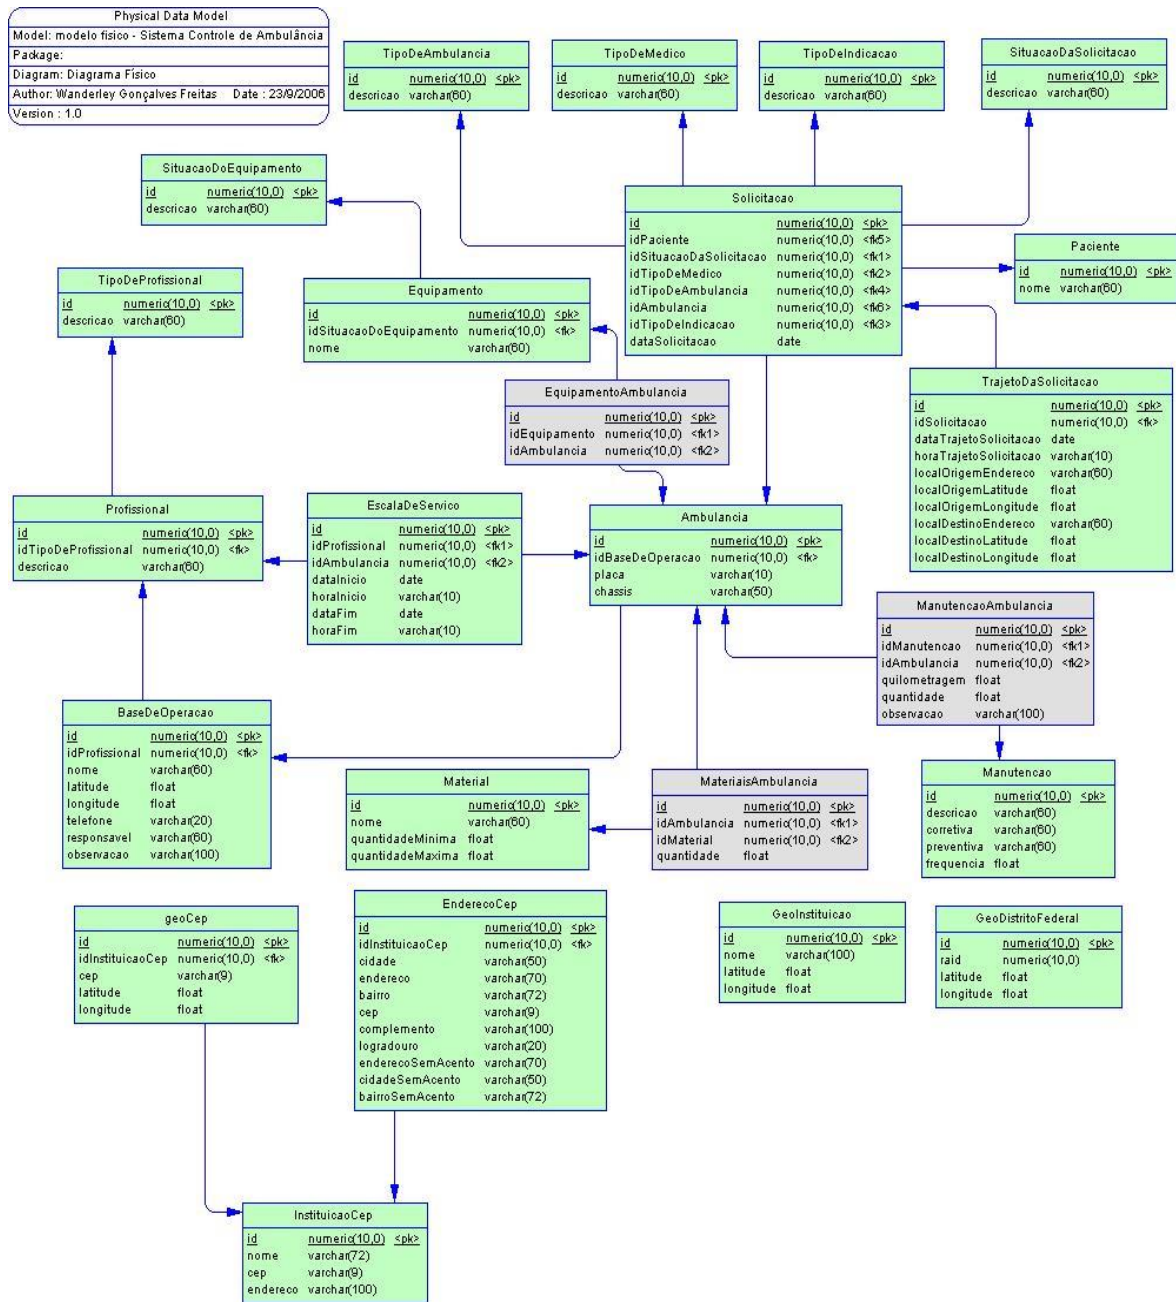 Physical Data Model
Model: modelo fisico - Sistema Controle de Ambulância
Package:
Diagram: Diagrama Físico
Author: Wanderley Gonçalves Freitas Date : 23/9/2006
Version : 1.0
TipoDeAmbulancia
id numeric(10,0) <pk>
descricao varchar(60)
TipoDeMedico
id numeric(10,0) <pk>
descricao varchar(60)
TipoDeIndicacao
id numeric(10,0) <pk>
descricao varchar(60)
SituacaoDaSolicitacao
id numeric(10,0) <pk>
descricao varchar(60)
SituacaoDoEquipamento
id numeric(10,0) <pk>
descricao varchar(60)
Solicitacao
id numeric(10,0) <pk>
idPaciente numeric(10,0) <fk5>
idSituacaoDaSolicitacao numeric(10,0) <fk1>
idTipoDeMedico numeric(10,0) <fk2>
idTipoDeAmbulancia numeric(10,0) <fk4>
idAmbulancia numeric(10,0) <fk6>
idTipoDeIndicacao numeric(10,0) <fk3>
dataSolicitacao date
Paciente
id numeric(10,0) <pk>
nome varchar(60)
TipoDeProfissional
id numeric(10,0) <pk>
descricao varchar(60)
Equipamento
id numeric(10,0) <pk>
idSituacaoDoEquipamento numeric(10,0) <fk>
nome varchar(60)
TrajetoDaSolicitacao
id numeric(10,0) <pk>
idSolicitacao numeric(10,0) <fk>
dataTrajetoSolicitacao date
horaTrajetoSolicitacao varchar(10)
localOrigemEndereco varchar(60)
localOrigemLatitude float
localOrigemLongitude float
localDestinoEndereco varchar(60)
localDestinoLatitude float
localDestinoLongitude float
EquipamentoAmbulancia
id numeric(10,0) <pk>
idEquipamento numeric(10,0) <fk1>
idAmbulancia numeric(10,0) <fk2>
Profissional
id numeric(10,0) <pk>
idTipoDeProfissional numeric(10,0) <fk>
descricao varchar(60)
EscalaDeServico
id numeric(10,0) <pk>
idProfissional numeric(10,0) <fk1>
idAmbulancia numeric(10,0) <fk2>
dataInicio date
horaInicio varchar(10)
dataFim date
horaFim varchar(10)
Ambulancia
id numeric(10,0) <pk>
idBaseDeOperacao numeric(10,0) <fk>
placa varchar(10)
chassis varchar(50)
ManutencaoAmbulancia
id numeric(10,0) <pk>
idManutencao numeric(10,0) <fk1>
idAmbulancia numeric(10,0) <fk2>
quilometragem float
quantidade float
observacao varchar(100)
BaseDeOperacao
id numeric(10,0) <pk>
idProfissional numeric(10,0) <fk>
nome varchar(60)
latitude float
longitude float
telefone varchar(20)
responsavel varchar(60)
observacao varchar(100)
Material
id numeric(10,0) <pk>
nome varchar(60)
quantidadeMinima float
quantidadeMaxima float
MateriaisAmbulancia
id numeric(10,0) <pk>
idAmbulancia numeric(10,0) <fk1>
idMaterial numeric(10,0) <fk2>
quantidade float
Manutencao
id numeric(10,0) <pk>
descricao varchar(60)
corretiva varchar(60)
preventiva varchar(60)
frequencia float
geoCep
id numeric(10,0) <pk>
idInstituicaoCep numeric(10,0) <fk>
cep varchar(9)
latitude float
longitude float
EnderecoCep
id numeric(10,0) <pk>
idInstituicaoCep numeric(10,0) <fk>
cidade varchar(50)
endereco varchar(70)
bairro varchar(72)
cep varchar(9)
complemento varchar(100)
logradouro varchar(20)
enderecoSemAcento varchar(70)
cidadeSemAcento varchar(50)
bairroSemAcento varchar(72)
GeoInstituicao
id numeric(10,0) <pk>
nome varchar(100)
latitude float
longitude float
GeoDistritoFederal
id numeric(10,0) <pk>
raid numeric(10,0)
latitude float
longitude float
InstituicaoCep
id numeric(10,0) <pk>
nome varchar(72)
cep varchar(9)
endereco varchar(100)